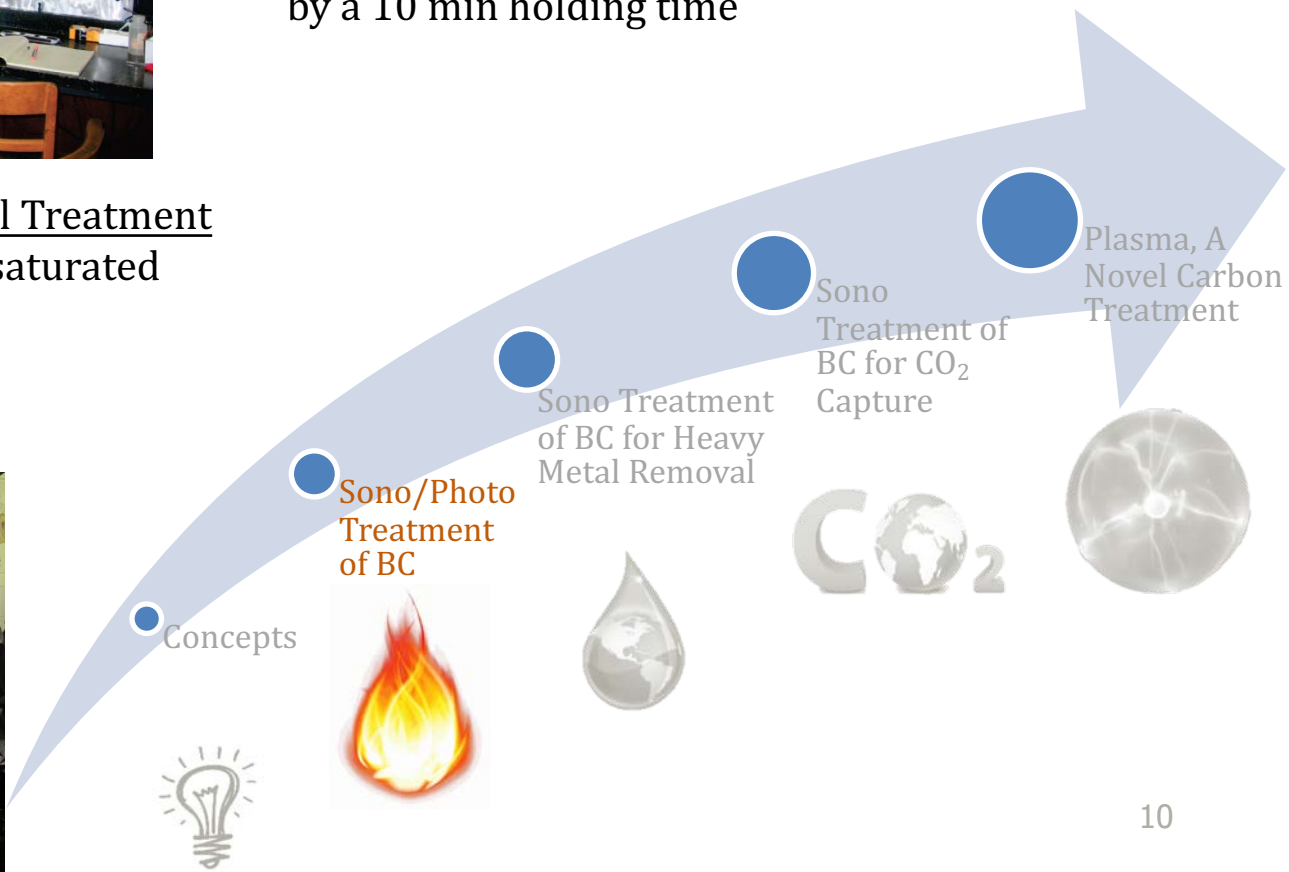 by a 10 min holding time
l Treatment
saturated
Plasma, A
Novel Carbon
Treatment
Sono
Treatment of
BC for CO₂
Capture
Sono Treatment
of BC for Heavy
Metal Removal
Sono/Photo
Treatment
of BC
Concepts
CO2
10